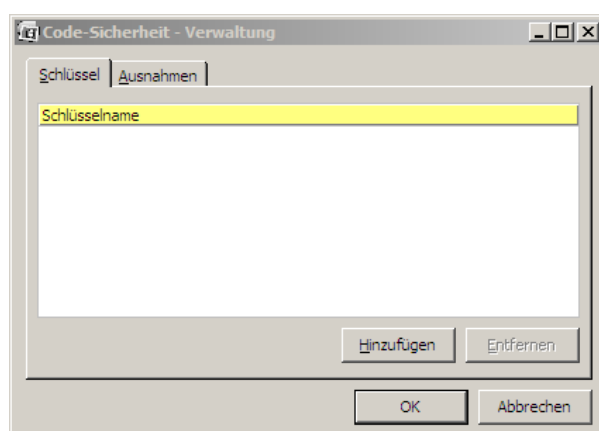 Code-Sicherheit - Verwaltung
Schlüssel Ausnahmen
Schlüsselname
Hinzufügen Entfernen
OK Abbrechen